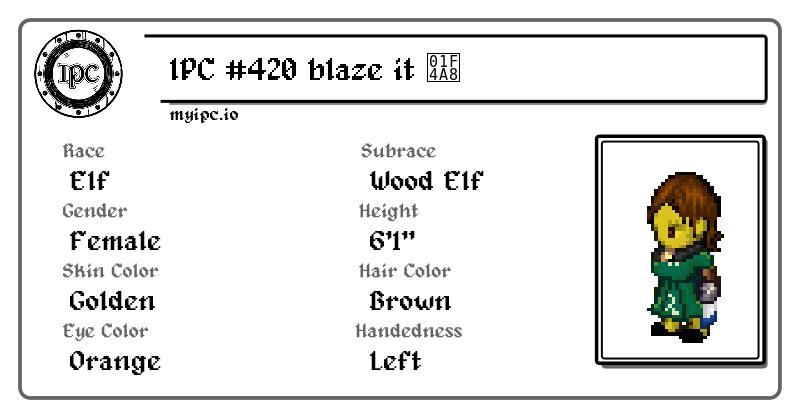 IPC
IPC #420 blaze it 💨
myipc.io
Race
Elf
Subrace
Wood Elf
Gender
Female
Height
6'1"
Skin Color
Golden
Hair Color
Brown
Eye Color
Orange
Handedness
Left